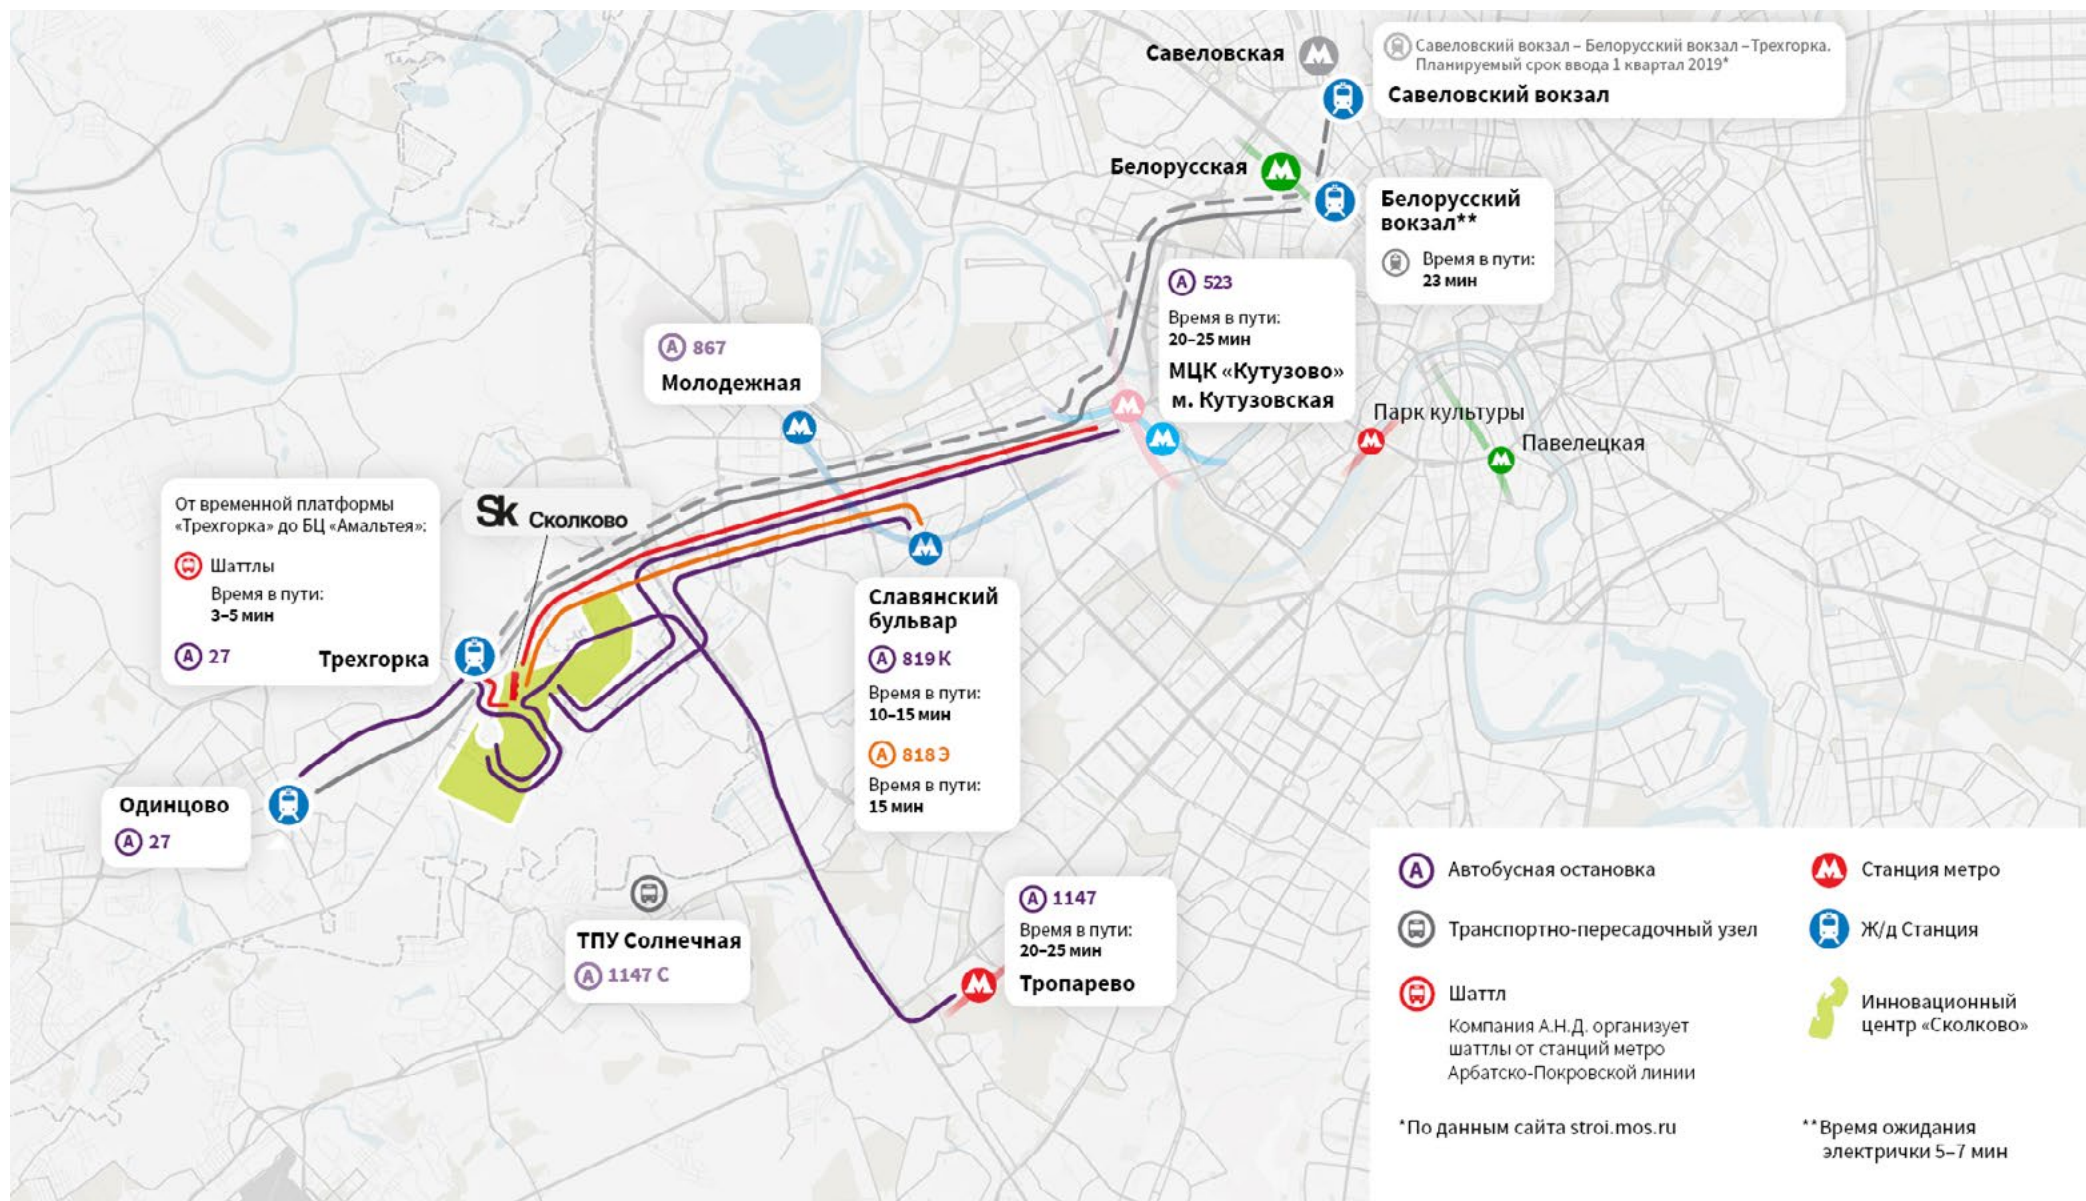 Савеловская
Савеловский вокзал – Белорусский вокзал –Трехгорка.
Планируемый срок ввода 1 квартал 2019*
Савеловский вокзал
Белорусская
Белорусский
вокзал**
Время в пути:
23 мин
А 523
Время в пути:
20–25 мин
МЦК «Кутузово»
м. Кутузовская
А 867
Молодежная
Парк культуры
Павелецкая
От временной платформы
«Трехгорка» до БЦ «Амальтея»:
Шаттлы
Время в пути:
3–5 мин
А 27
Трехгорка
Sk Сколково
Славянский
бульвар
А 819 К
Время в пути:
10–15 мин
А 818 Э
Время в пути:
15 мин
Одинцово
А 27
ТПУ Солнечная
А 1147 С
А 1147
Время в пути:
20–25 мин
Тропарево
А Автобусная остановка
Транспортно-пересадочный узел
Шаттл
Компания А.Н.Д. организует
шаттлы от станций метро
Арбатско-Покровской линии
*По данным сайта stroi.mos.ru
М Станция метро
Ж/д Станция
Инновационный
центр «Сколково»
**Время ожидания
электрички 5–7 мин